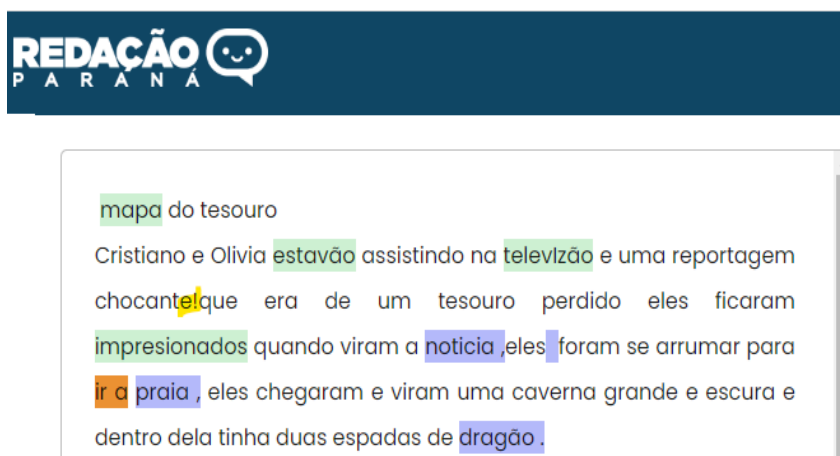 REDAÇÃO
PARANÁ
mapa do tesouro
Cristiano e Olivia estavão assistindo na televIzão e uma reportagem
chocante!que era de um tesouro perdido eles ficaram
impresionados quando viram a noticia ,eles foram se arrumar para
ir a praia , eles chegaram e viram uma caverna grande e escura e
dentro dela tinha duas espadas de dragão .